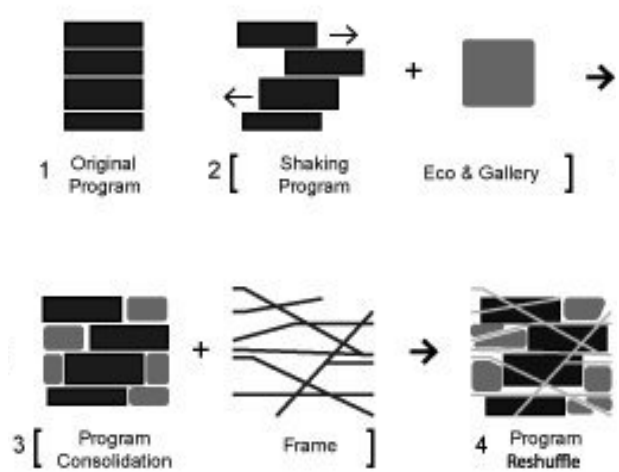 1 Original
Program
2 [ Shaking
Program
Eco & Gallery ]
3 [ Program
Consolidation
Frame ]
4 Program
Reshuffle